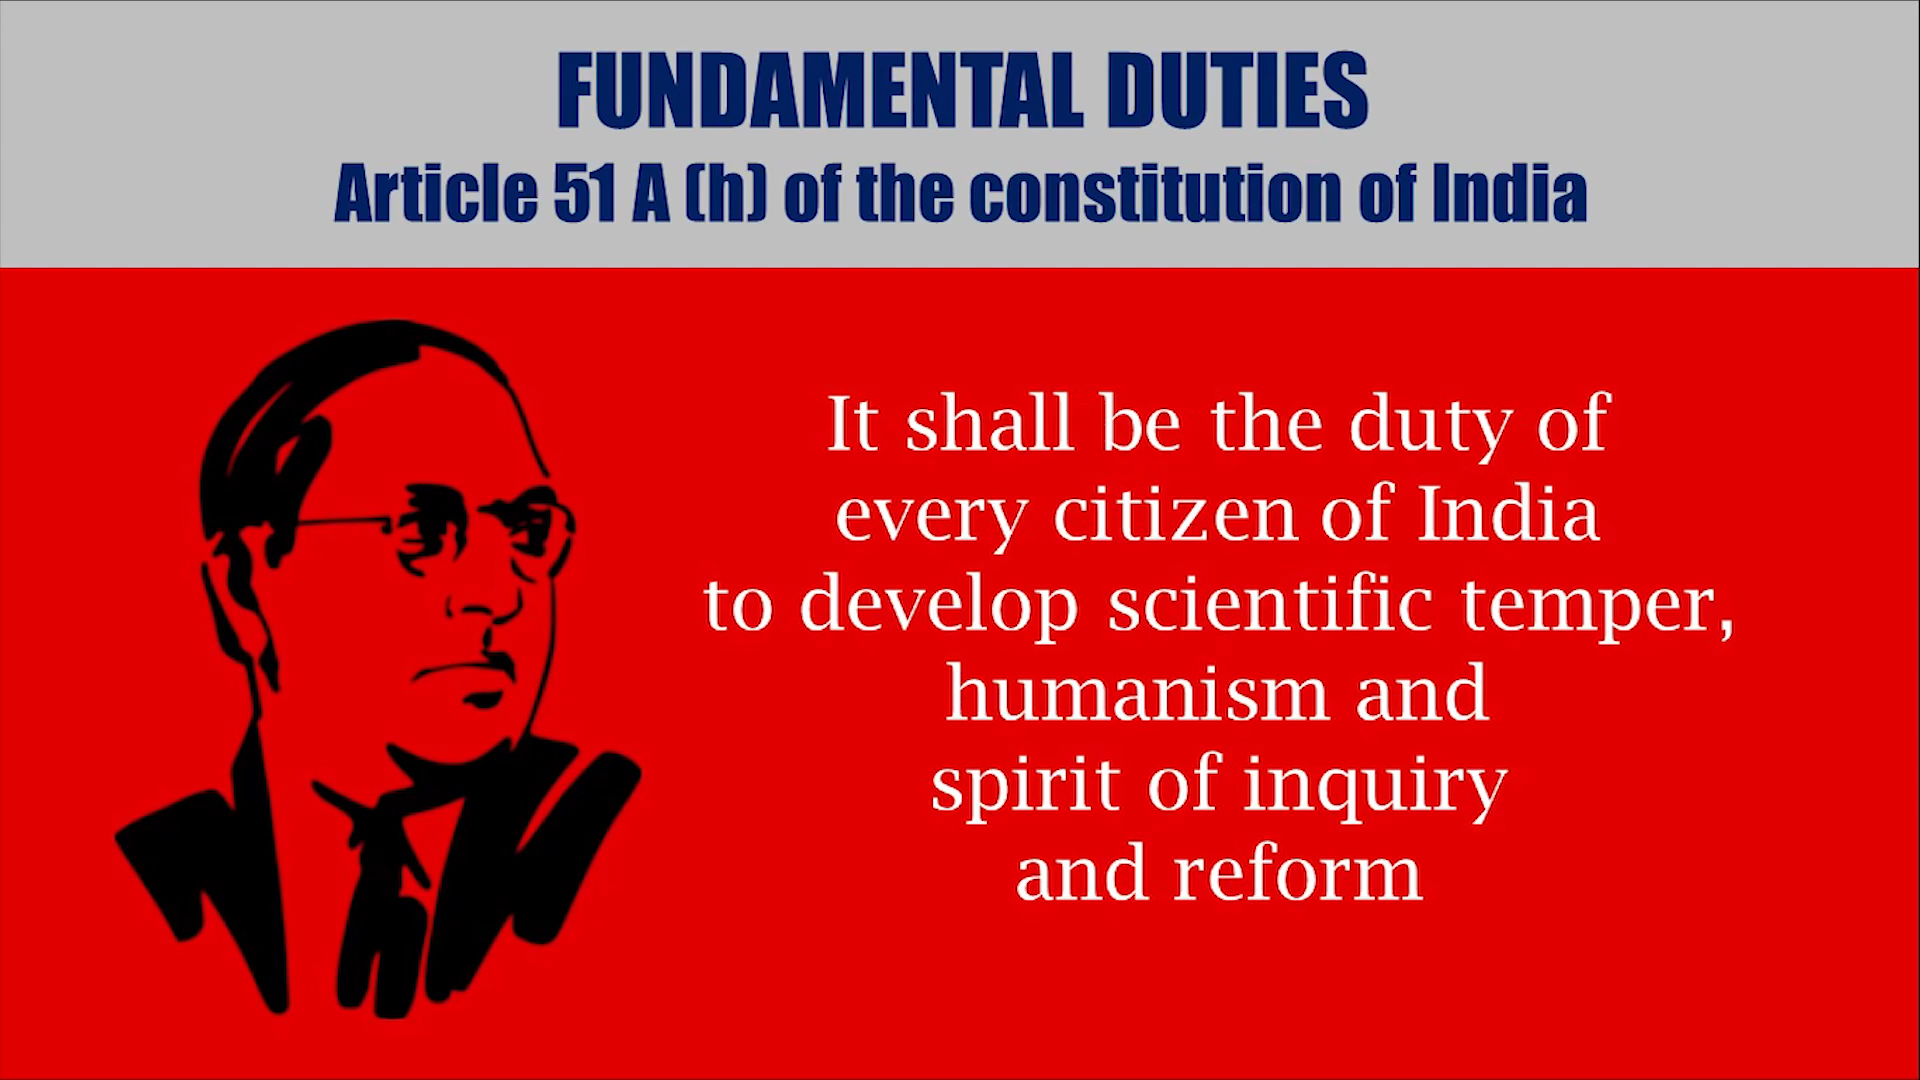 FUNDAMENTAL DUTIES
Article 51 A (h) of the constitution of India
It shall be the duty of
every citizen of India
to develop scientific temper,
humanism and
spirit of inquiry
and reform